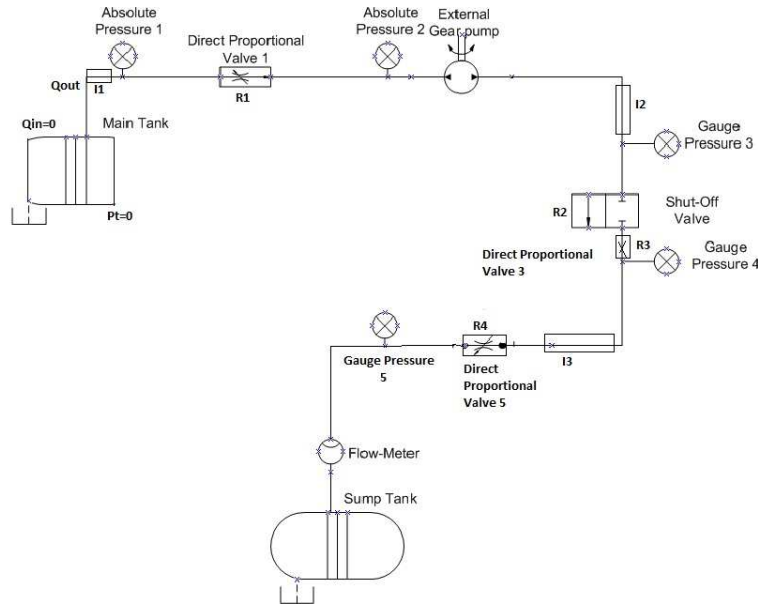 Absolute
Pressure 1
Direct Proportional
Valve 1
Absolute
Pressure 2
External
Gear pump
Qout
I1
R1
I2
Qin=0
Main Tank
Gauge
Pressure 3
Pt=0
R2
Shut-Off
Valve
R3
Direct Proportional
Valve 3
Gauge
Pressure 4
R4
Gauge Pressure
5
Direct
Proportional
Valve 5
I3
Flow-Meter
Sump Tank